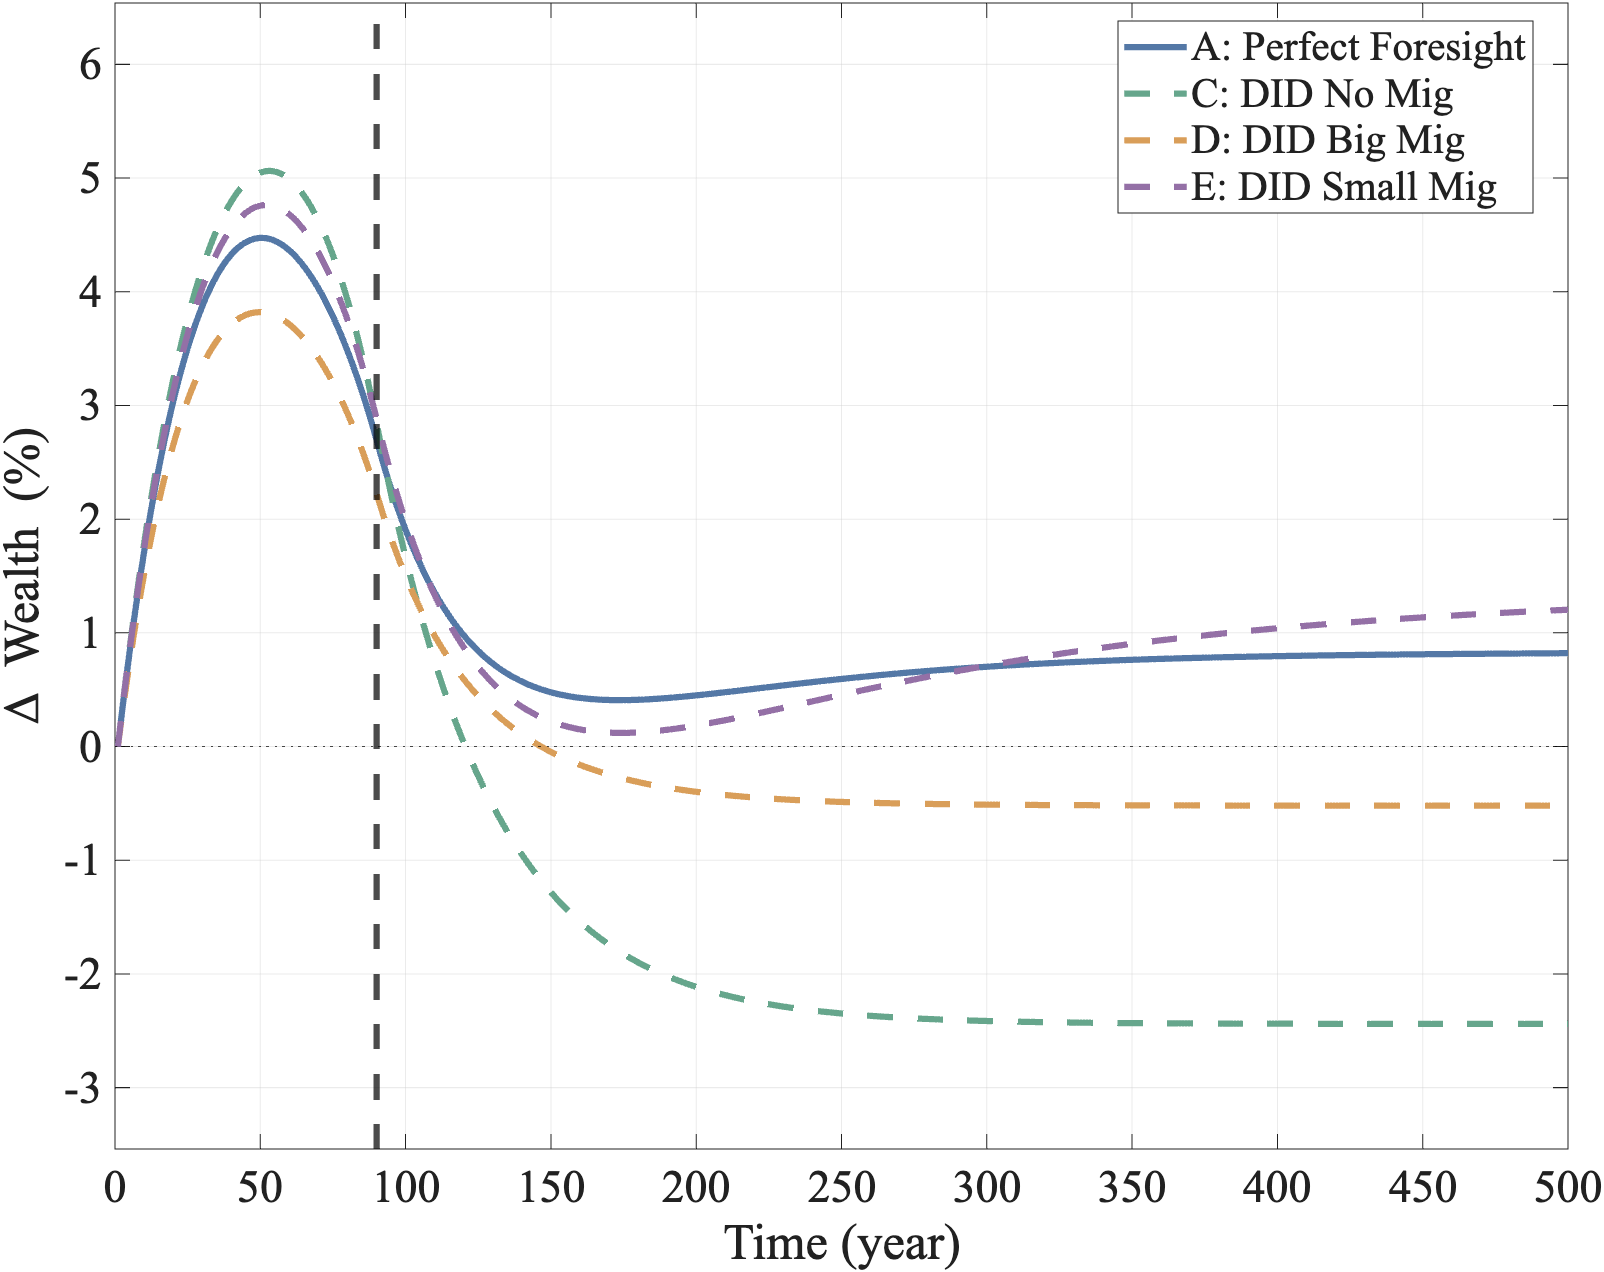 A: Perfect Foresight
C: DID No Mig
D: DID Big Mig
E: DID Small Mig
6
5
4
3
2
1
0
-1
-2
-3
Δ Wealth (%)
0 50 100 150 200 250 300 350 400 450 500
Time (year)